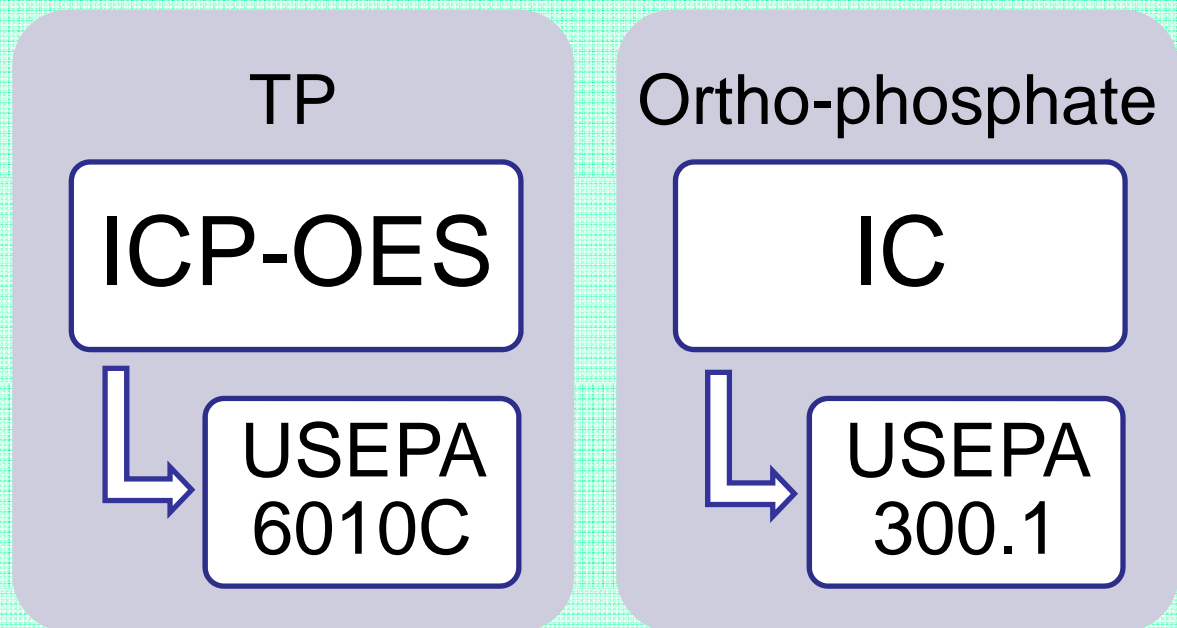 TP
ICP-OES
USEPA
6010C
Ortho-phosphate
IC
USEPA
300.1